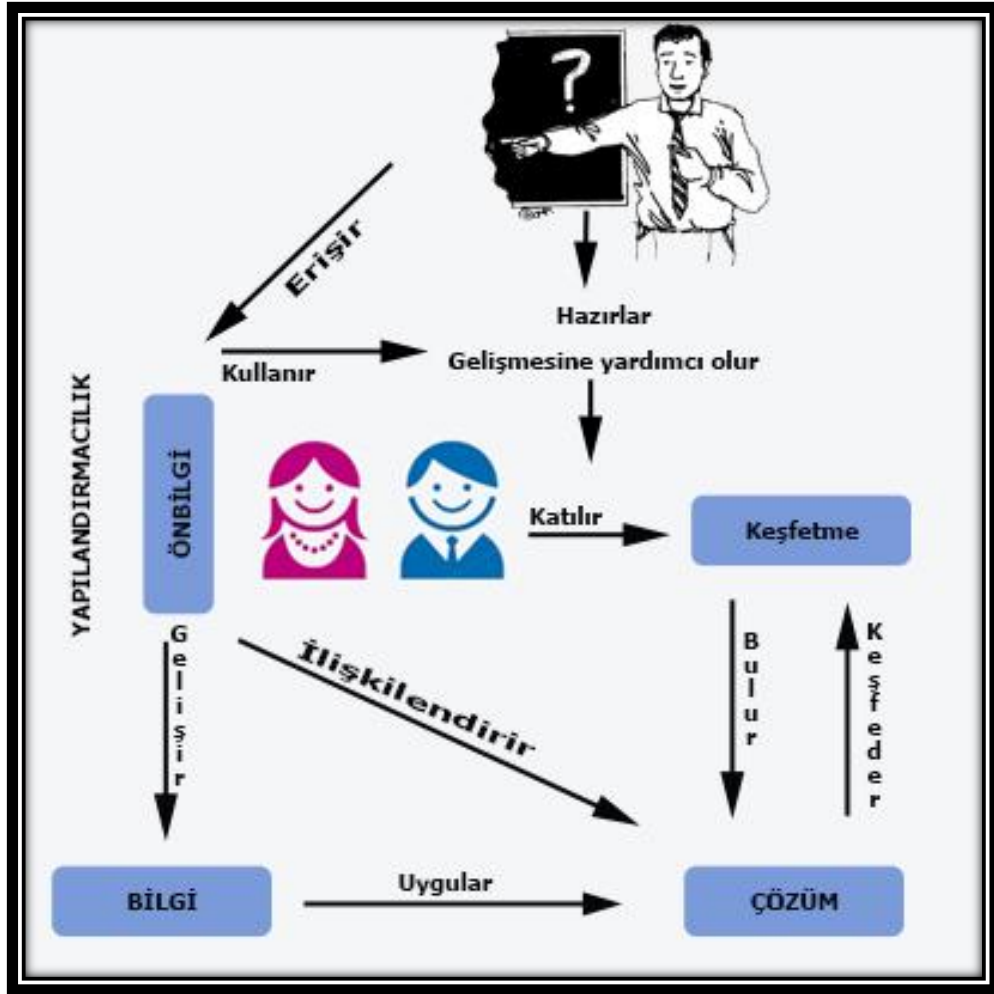 ?
Erişir
Hazırlar
Kullanır
Gelişmesine yardımcı olur
YAPILANDIRMACILIK
ÖNBİLGİ
Katılır
Keşfetme
Gelişir
İlişkilendirir
Bulur
Keşfeder
BİLGİ
Uygular
ÇÖZÜM